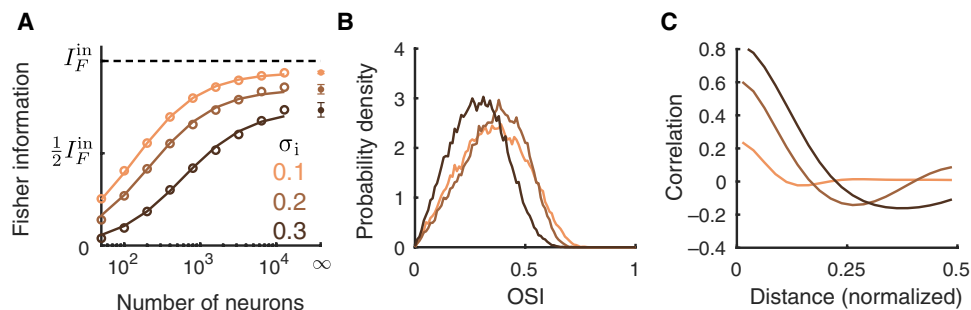 A
B
C
Fisher information
I_F^in
½ I_F^in
0
σ_i
0.1
0.2
0.3
10² 10³ 10⁴ ∞
Number of neurons
Probability density
4
3
2
1
0
0 0.5 1
OSI
Correlation
0.8
0.6
0.4
0.2
0
−0.2
−0.4
0 0.25 0.5
Distance (normalized)